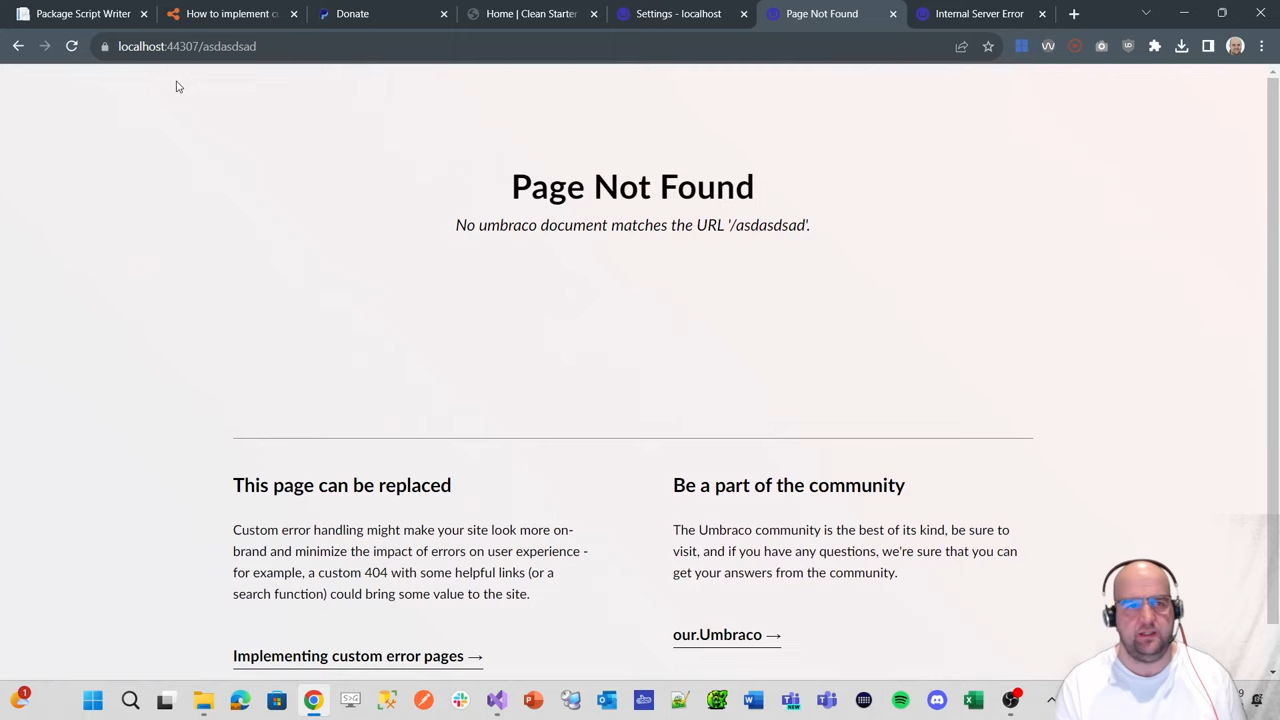 Package Script Writer
How to implement c
Donate
Home | Clean Starter
Settings - localhost
Page Not Found
Internal Server Error
localhost:44307/asdasdsad
Page Not Found
No umbraco document matches the URL '/asdasdsad'.
This page can be replaced
Custom error handling might make your site look more on-
brand and minimize the impact of errors on user experience -
for example, a custom 404 with some helpful links (or a
search function) could bring some value to the site.
Implementing custom error pages →
Be a part of the community
The Umbraco community is the best of its kind, be sure to
visit, and if you have any questions, we're sure that you can
get your answers from the community.
our.Umbraco →
1
NEW
9